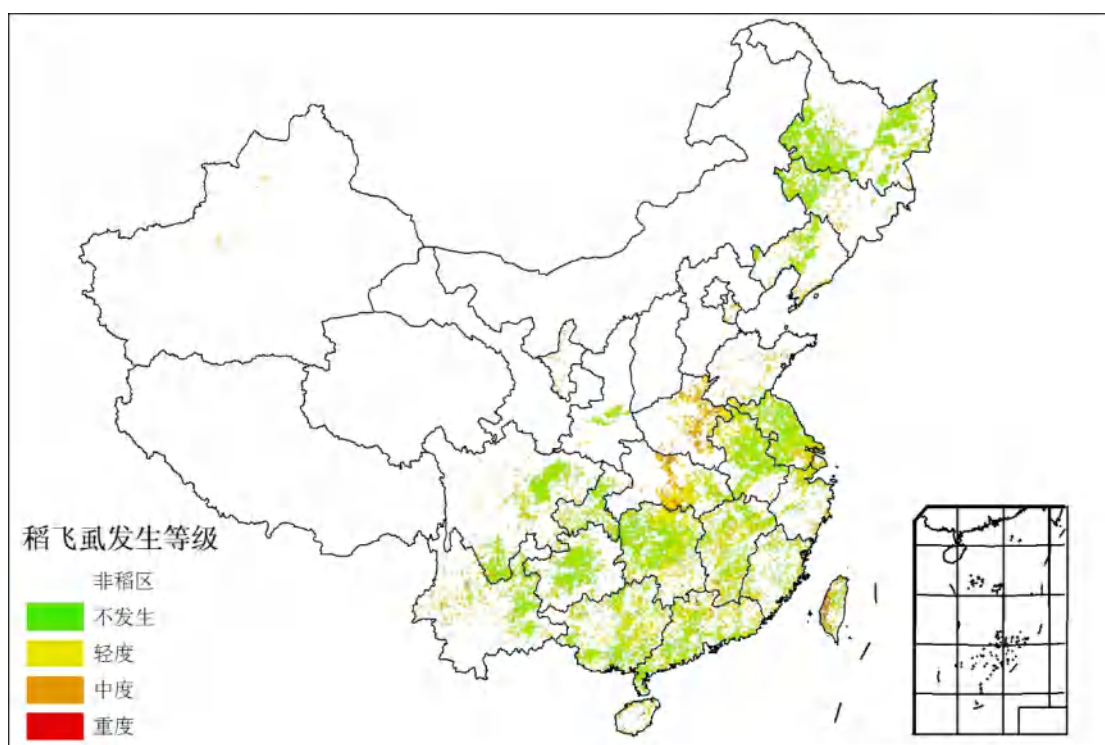 稻飞虱发生等级
非稻区
不发生
轻度
中度
重度